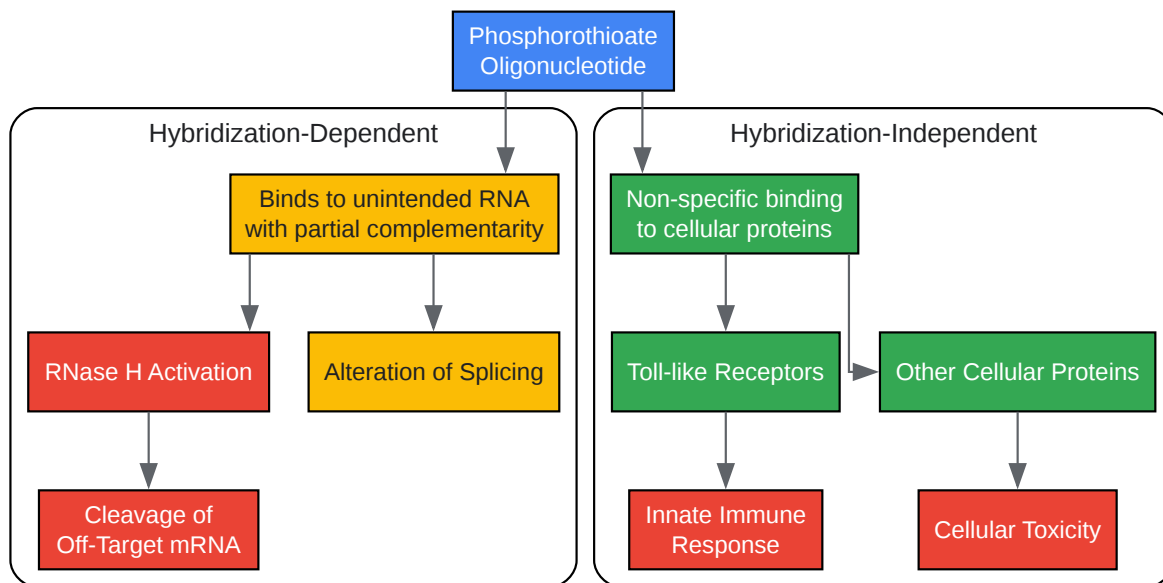 Phosphorothioate
Oligonucleotide
Hybridization-Dependent
Hybridization-Independent
Binds to unintended RNA
with partial complementarity
Non-specific binding
to cellular proteins
RNase H Activation
Alteration of Splicing
Toll-like Receptors
Other Cellular Proteins
Cleavage of
Off-Target mRNA
Innate Immune
Response
Cellular Toxicity